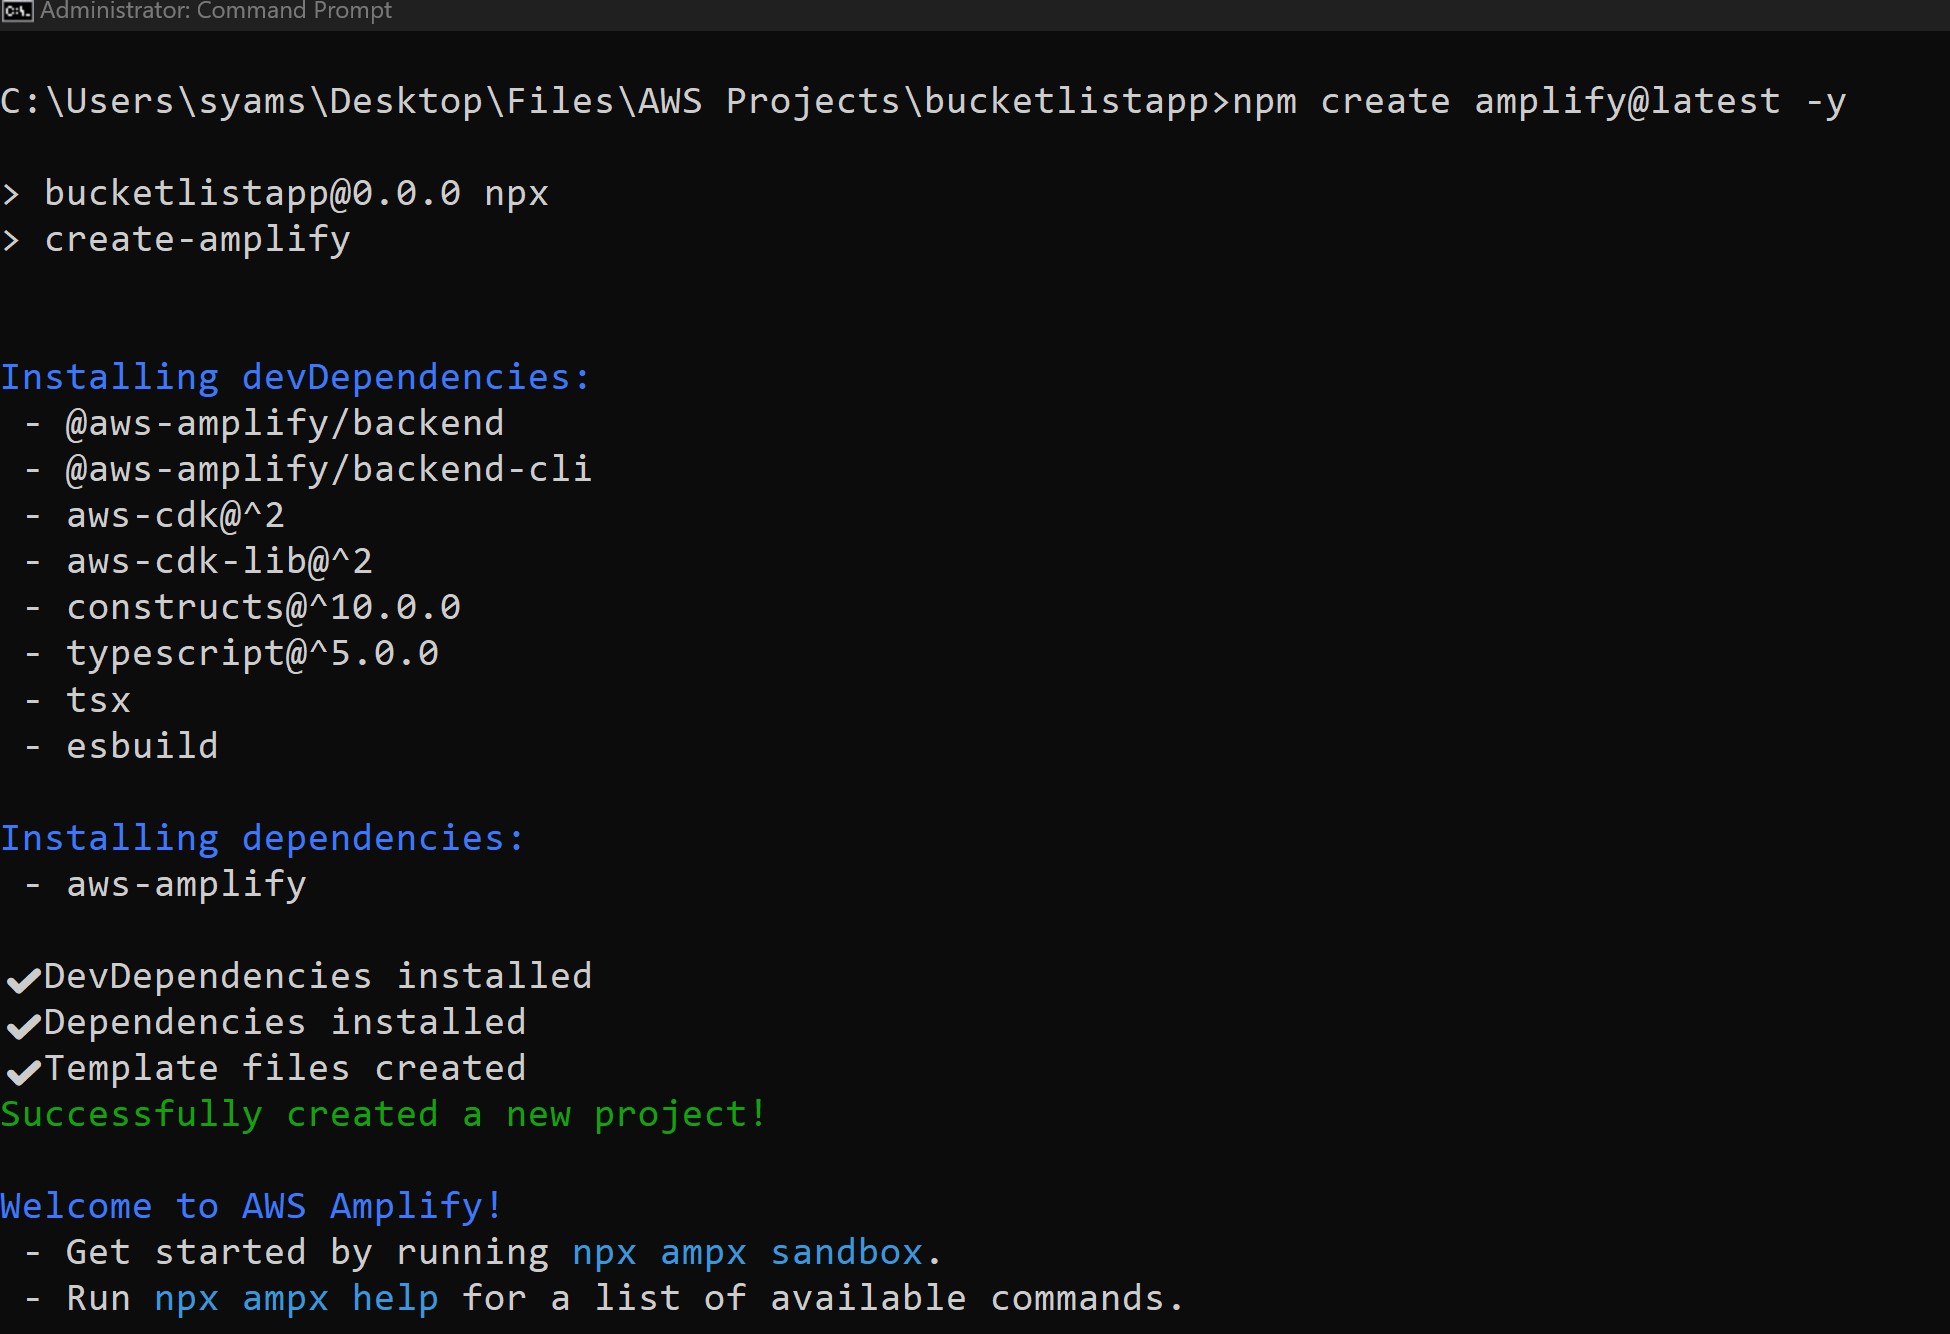 Administrator: Command Prompt
C:\Users\syams\Desktop\Files\AWS Projects\bucketlistapp>npm create amplify@latest -y
> bucketlistapp@0.0.0 npx
> create-amplify
Installing devDependencies:
- @aws-amplify/backend
- @aws-amplify/backend-cli
- aws-cdk@^2
- aws-cdk-lib@^2
- constructs@^10.0.0
- typescript@^5.0.0
- tsx
- esbuild
Installing dependencies:
- aws-amplify
✔DevDependencies installed
✔Dependencies installed
✔Template files created
Successfully created a new project!
Welcome to AWS Amplify!
- Get started by running npx ampx sandbox.
- Run npx ampx help for a list of available commands.